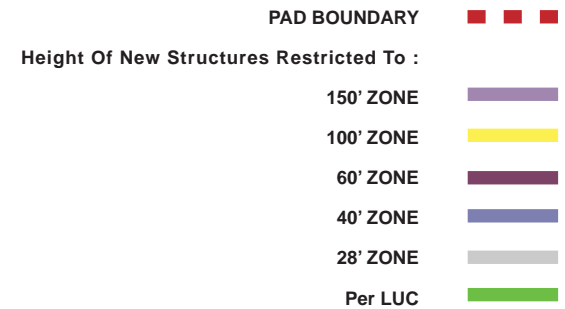 PAD BOUNDARY
Height Of New Structures Restricted To :
150’ ZONE
100’ ZONE
60’ ZONE
40’ ZONE
28’ ZONE
Per LUC